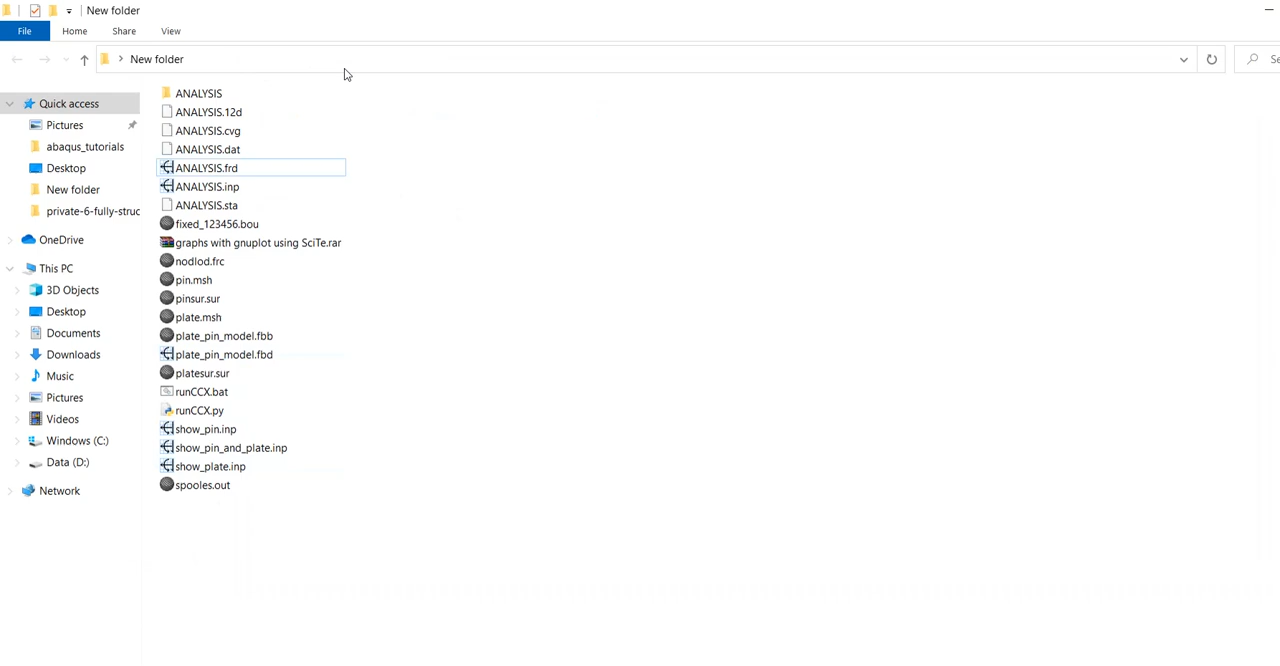 New folder
File Home Share View
New folder
Se
Quick access
Pictures
abaqus_tutorials
Desktop
New folder
private-6-fully-struc
OneDrive
This PC
3D Objects
Desktop
Documents
Downloads
Music
Pictures
Videos
Windows (C:)
Data (D:)
Network
ANALYSIS
ANALYSIS.12d
ANALYSIS.cvg
ANALYSIS.dat
ANALYSIS.frd
ANALYSIS.inp
ANALYSIS.sta
fixed_123456.bou
graphs with gnuplot using SciTe.rar
nodlod.frc
pin.msh
pinsur.sur
plate.msh
plate_pin_model.fbb
plate_pin_model.fbd
platesur.sur
runCCX.bat
runCCX.py
show_pin.inp
show_pin_and_plate.inp
show_plate.inp
spooles.out